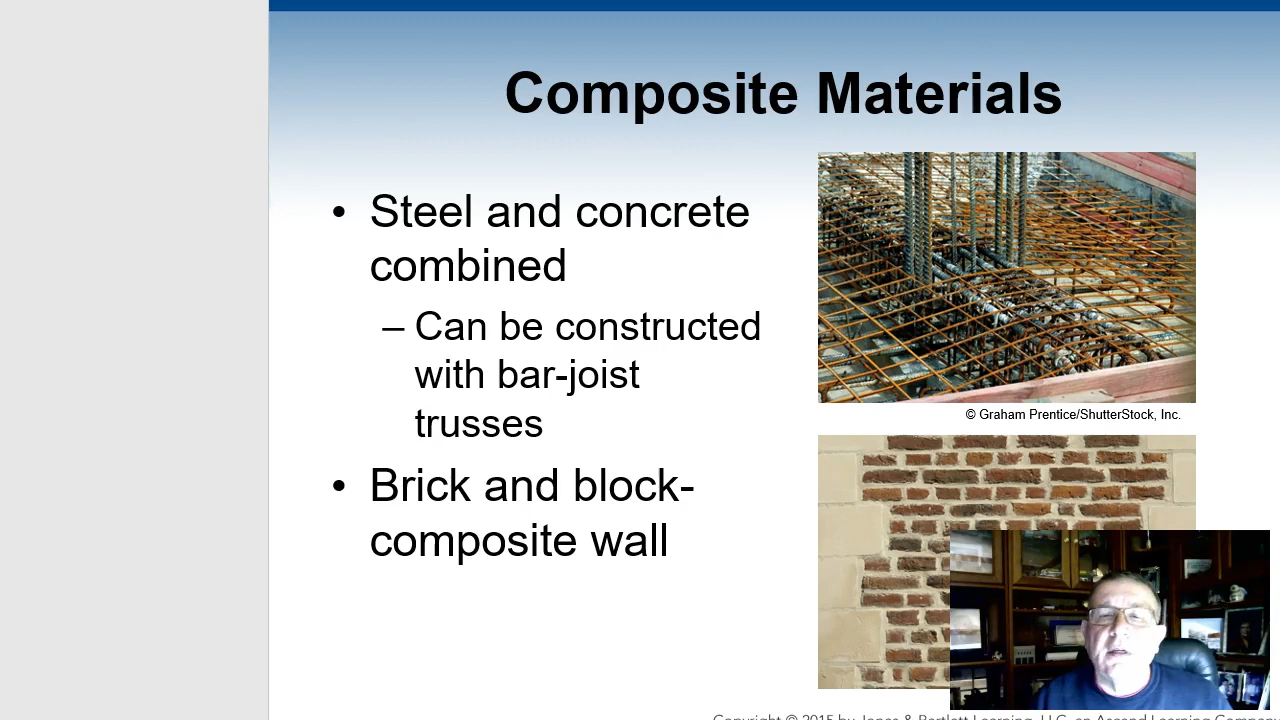 Composite Materials
• Steel and concrete
combined
– Can be constructed
with bar-joist
trusses
• Brick and block-
composite wall
© Graham Prentice/ShutterStock, Inc.
Copyright © 2015 by Jones & Bartlett Learning, LLC, an Ascend Learning Company